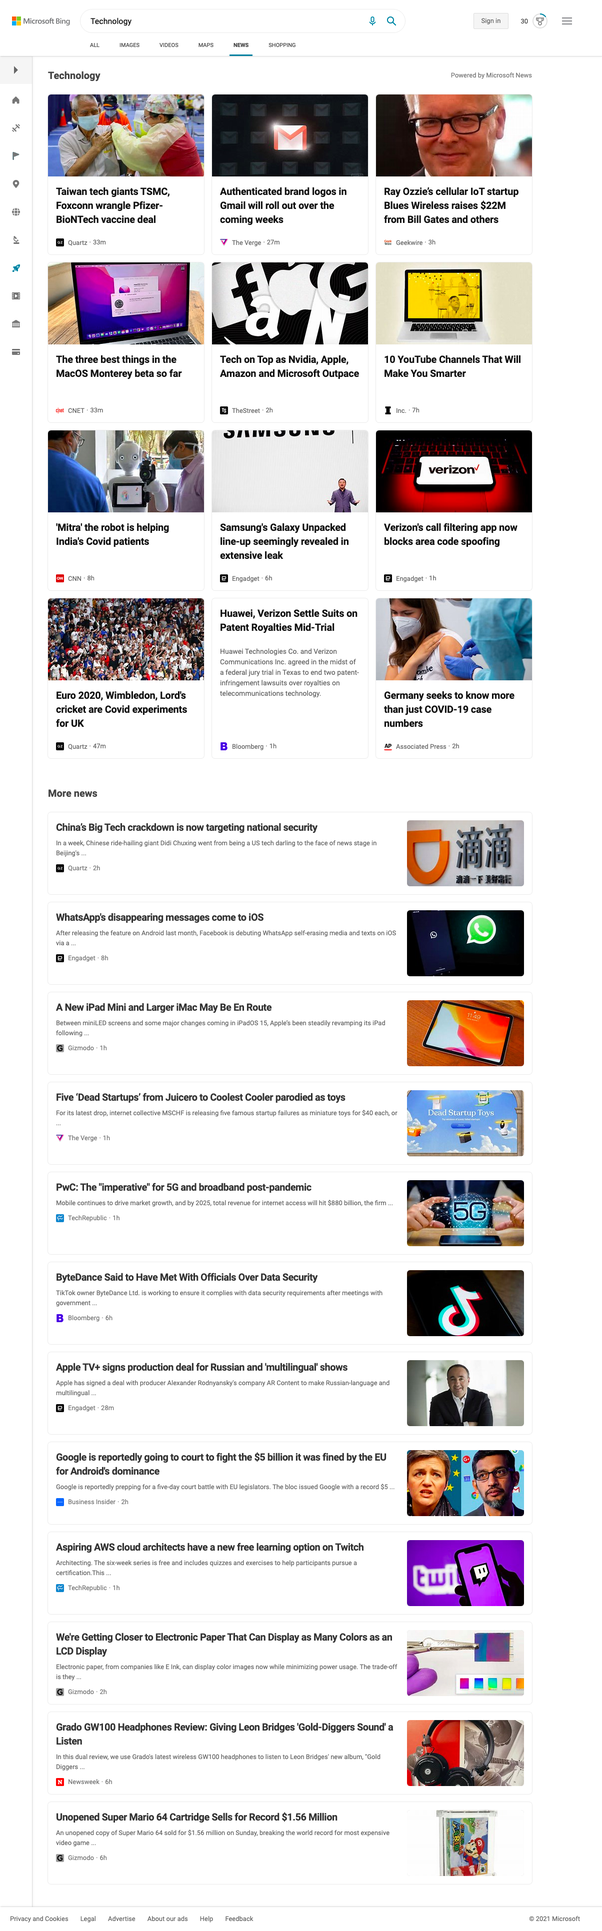 Microsoft Bing
Technology
Sign in
30
ALL
IMAGES
VIDEOS
MAPS
NEWS
SHOPPING
Technology
Powered by Microsoft News
Taiwan tech giants TSMC,
Foxconn wrangle Pfizer-
BioNTech vaccine deal
Quartz · 33m
Authenticated brand logos in
Gmail will roll out over the
coming weeks
The Verge · 27m
Ray Ozzie's cellular IoT startup
Blues Wireless raises $22M
from Bill Gates and others
Geekwire · 3h
The three best things in the
MacOS Monterey beta so far
CNET · 33m
Tech on Top as Nvidia, Apple,
Amazon and Microsoft Outpace
TheStreet · 2h
10 YouTube Channels That Will
Make You Smarter
Inc. · 7h
'Mitra' the robot is helping
India's Covid patients
CNN · 8h
SAMSUNG
Samsung's Galaxy Unpacked
line-up seemingly revealed in
extensive leak
Engadget · 6h
verizon
Verizon's call filtering app now
blocks area code spoofing
Engadget · 1h
Euro 2020, Wimbledon, Lord's
cricket are Covid experiments
for UK
Quartz · 47m
Huawei, Verizon Settle Suits on
Patent Royalties Mid-Trial
Huawei Technologies Co. and Verizon
Communications Inc. agreed in the midst of
a federal jury trial in Texas to end two patent-
infringement lawsuits over royalties on
telecommunications technology.
Bloomberg · 1h
Germany seeks to know more
than just COVID-19 case
numbers
AP Associated Press · 2h
More news
China's Big Tech crackdown is now targeting national security
In a week, Chinese ride-hailing giant Didi Chuxing went from being a US tech darling to the face of news stage in
Beijing's ...
Quartz · 2h
滴滴
滴滴一下
WhatsApp's disappearing messages come to iOS
After releasing the feature on Android last month, Facebook is debuting WhatsApp self-erasing media and texts on iOS
via a ...
Engadget · 8h
A New iPad Mini and Larger iMac May Be En Route
Between miniLED screens and some major changes coming in iPadOS 15, Apple's been steadily revamping its iPad
following ...
Gizmodo · 1h
Five 'Dead Startups' from Juicero to Coolest Cooler parodied as toys
For its latest drop, internet collective MSCHF is releasing five famous startup failures as miniature toys for $40 each, or
...
The Verge · 1h
Dead Startup Toys
PwC: The "imperative" for 5G and broadband post-pandemic
Mobile continues to drive market growth, and by 2025, total revenue for internet access will hit $880 billion, the firm ...
TechRepublic · 1h
5G
ByteDance Said to Have Met With Officials Over Data Security
TikTok owner ByteDance Ltd. is working to ensure it complies with data security requirements after meetings with
government ...
Bloomberg · 6h
Apple TV+ signs production deal for Russian and 'multilingual' shows
Apple has signed a deal with producer Alexander Rodnyansky's company AR Content to make Russian-language and
multilingual ...
Engadget · 28m
Google is reportedly going to court to fight the $5 billion it was fined by the EU
for Android's dominance
Google is reportedly prepping for a five-day court battle with EU legislators. The bloc issued Google with a record $5 ...
Business Insider · 2h
Aspiring AWS cloud architects have a new free learning option on Twitch
Architecting. The six-week series is free and includes quizzes and exercises to help participants pursue a
certification.This ...
TechRepublic · 1h
We're Getting Closer to Electronic Paper That Can Display as Many Colors as an
LCD Display
Electronic paper, from companies like E Ink, can display color images now while minimizing power usage. The trade-off
is they ...
Gizmodo · 2h
Grado GW100 Headphones Review: Giving Leon Bridges 'Gold-Diggers Sound' a
Listen
In this dual review, we use Grado's latest wireless GW100 headphones to listen to Leon Bridges' new album, "Gold
Diggers ...
Newsweek · 6h
Unopened Super Mario 64 Cartridge Sells for Record $1.56 Million
An unopened copy of Super Mario 64 sold for $1.56 million on Sunday, breaking the world record for most expensive
video game ...
Gizmodo · 6h
Privacy and Cookies
Legal
Advertise
About our ads
Help
Feedback
© 2021 Microsoft